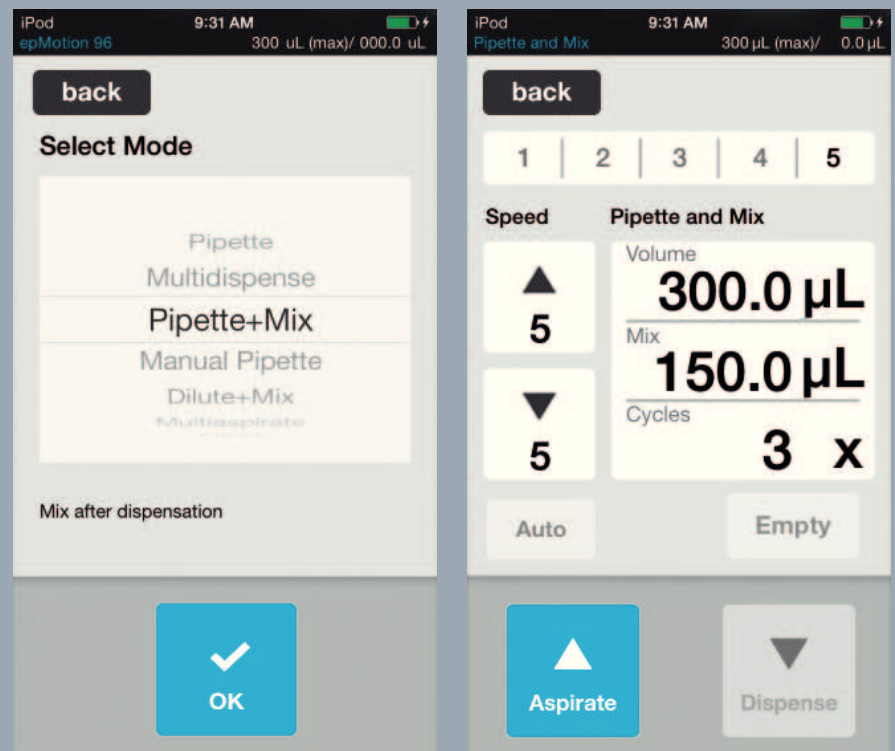 iPod 9:31 AM
epMotion 96 300 uL (max)/ 000.0 uL
back
Select Mode
Pipette
Multidispense
Pipette+Mix
Manual Pipette
Dilute+Mix
Multiaspirate
Mix after dispensation
OK
iPod 9:31 AM
Pipette and Mix 300 µL (max)/ 0.0 µL
back
1 2 3 4 5
Speed Pipette and Mix
Volume
300.0 µL
5
Mix
150.0 µL
Cycles
5 3 x
Auto Empty
Aspirate Dispense